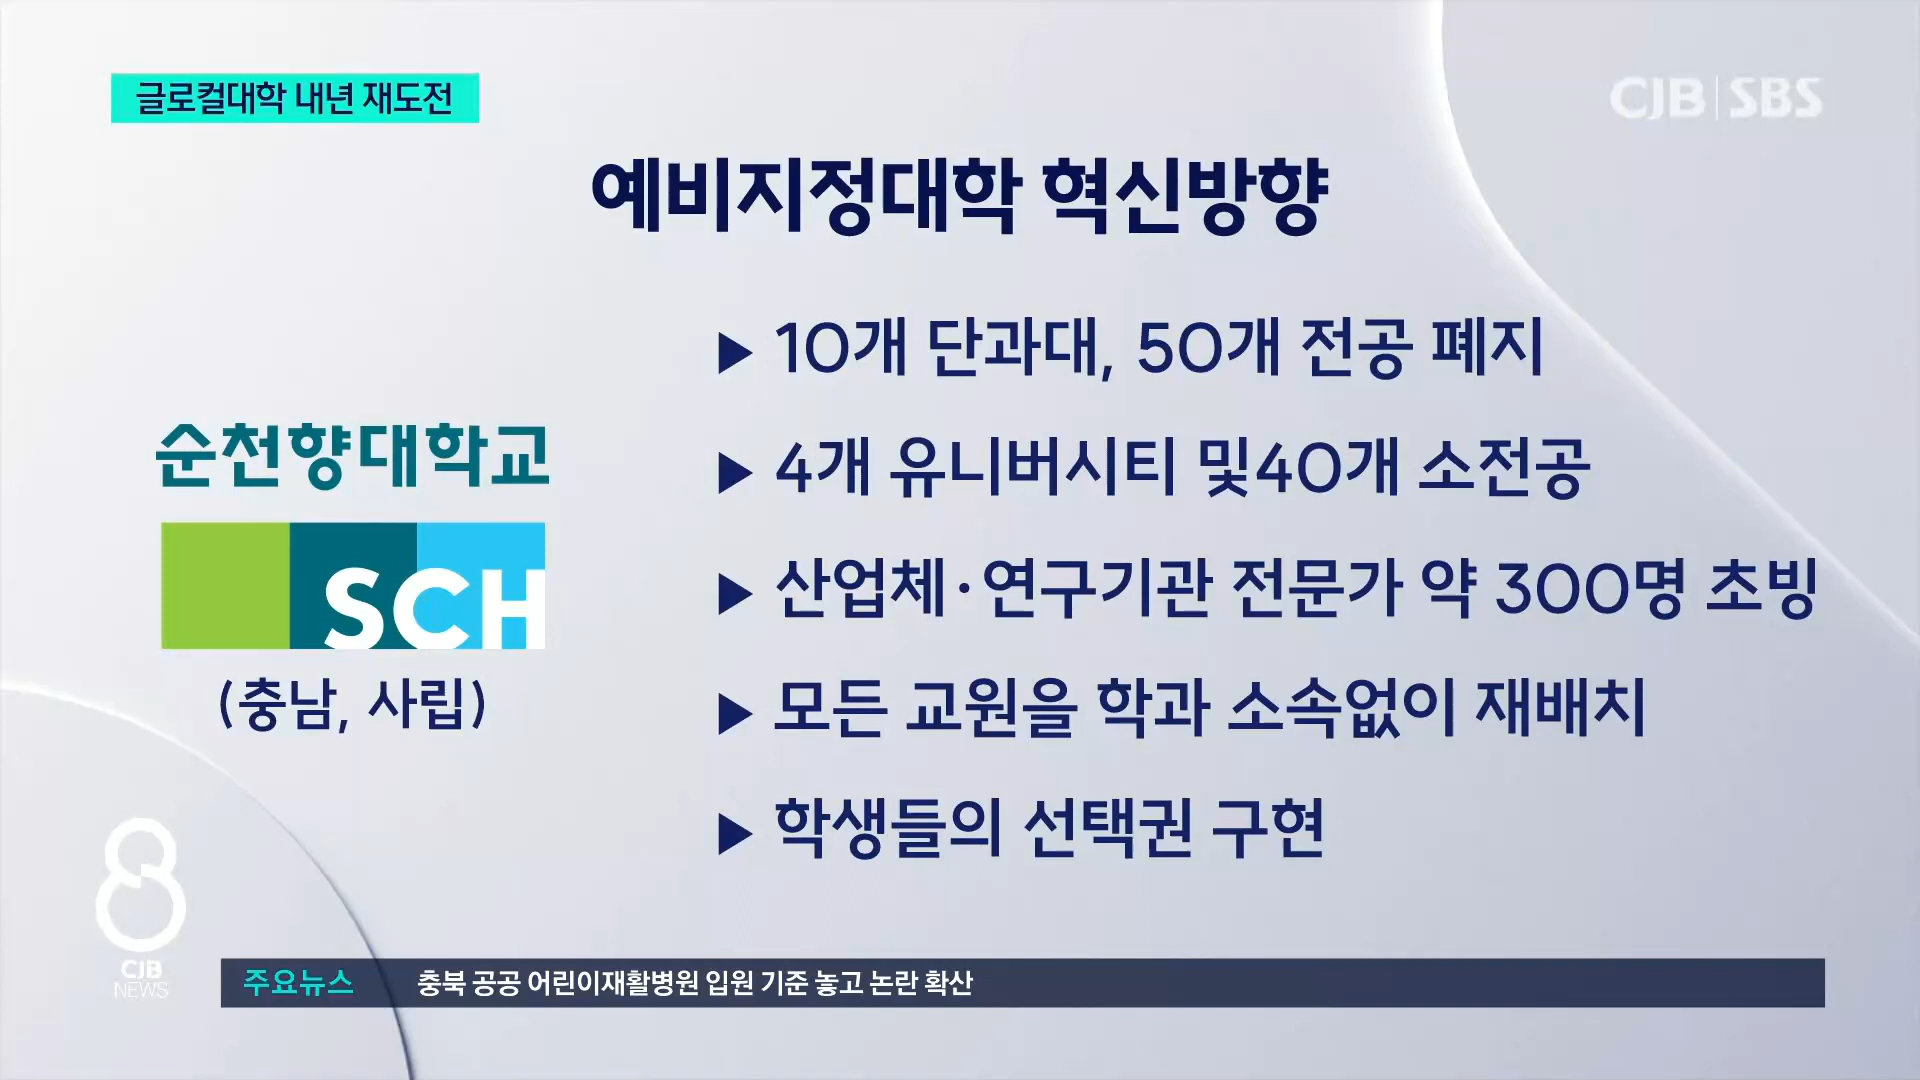 글로컬대학 내년 재도전
CJB SBS
예비지정대학 혁신방향
▶ 10개 단과대, 50개 전공 폐지
▶ 4개 유니버시티 및40개 소전공
▶ 산업체·연구기관 전문가 약 300명 초빙
▶ 모든 교원을 학과 소속없이 재배치
▶ 학생들의 선택권 구현
순천향대학교
SCH
(충남, 사립)
8
CJB
NEWS
주요뉴스 충북 공공 어린이재활병원 입원 기준 놓고 논란 확산